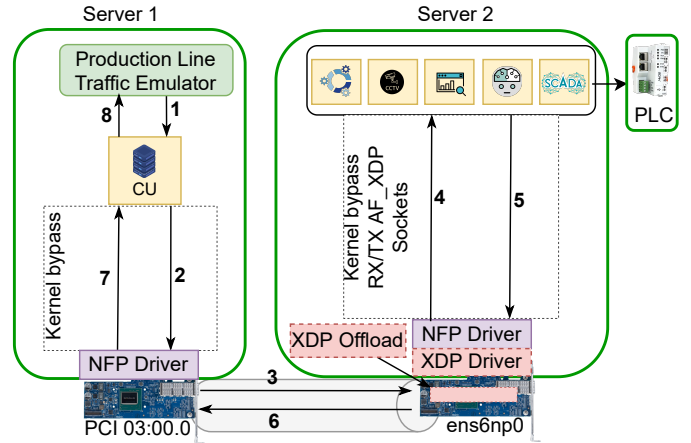 Server 1
Server 2
Production Line
Traffic Emulator
CCTV
SCADA
PLC
8
1
CU
Kernel bypass
7
2
Kernel bypass
RX/TX AF_XDP
Sockets
4
5
XDP Offload
NFP Driver
XDP Driver
NFP Driver
3
6
PCI 03:00.0
ens6np0